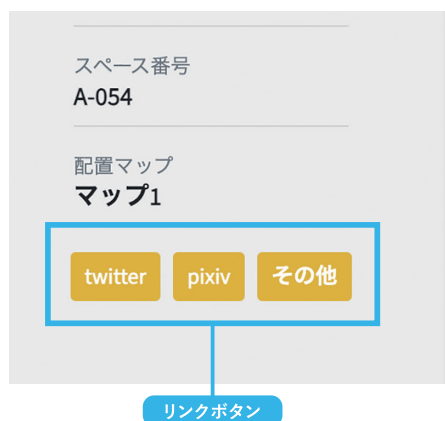 スペース番号
A-054
配置マップ
マップ1
twitter pixiv その他
リンクボタン